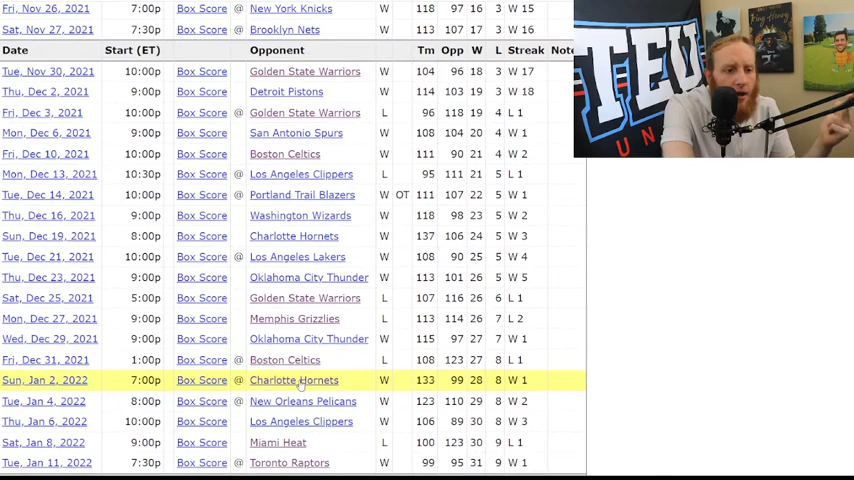 Fri, Nov 26, 2021 7:00p Box Score @ New York Knicks W 118 97 16 3 W 15
Sat, Nov 27, 2021 7:30p Box Score @ Brooklyn Nets W 113 107 17 3 W 16
Date Start (ET) Opponent Tm Opp W L Streak Note
Tue, Nov 30, 2021 10:00p Box Score Golden State Warriors W 104 96 18 3 W 17
Thu, Dec 2, 2021 9:00p Box Score Detroit Pistons W 114 103 19 3 W 18
Fri, Dec 3, 2021 10:00p Box Score @ Golden State Warriors L 96 118 19 4 L 1
Mon, Dec 6, 2021 9:00p Box Score San Antonio Spurs W 108 104 20 4 W 1
Fri, Dec 10, 2021 10:00p Box Score Boston Celtics W 111 90 21 4 W 2
Mon, Dec 13, 2021 10:30p Box Score @ Los Angeles Clippers L 95 111 21 5 L 1
Tue, Dec 14, 2021 10:00p Box Score @ Portland Trail Blazers W OT 111 107 22 5 W 1
Thu, Dec 16, 2021 9:00p Box Score Washington Wizards W 118 98 23 5 W 2
Sun, Dec 19, 2021 8:00p Box Score Charlotte Hornets W 137 106 24 5 W 3
Tue, Dec 21, 2021 10:00p Box Score @ Los Angeles Lakers W 108 90 25 5 W 4
Thu, Dec 23, 2021 9:00p Box Score Oklahoma City Thunder W 113 101 26 5 W 5
Sat, Dec 25, 2021 5:00p Box Score Golden State Warriors L 107 116 26 6 L 1
Mon, Dec 27, 2021 9:00p Box Score Memphis Grizzlies L 113 114 26 7 L 2
Wed, Dec 29, 2021 9:00p Box Score Oklahoma City Thunder W 115 97 27 7 W 1
Fri, Dec 31, 2021 1:00p Box Score @ Boston Celtics L 108 123 27 8 L 1
Sun, Jan 2, 2022 7:00p Box Score @ Charlotte Hornets W 133 99 28 8 W 1
Tue, Jan 4, 2022 8:00p Box Score @ New Orleans Pelicans W 123 110 29 8 W 2
Thu, Jan 6, 2022 10:00p Box Score Los Angeles Clippers W 106 89 30 8 W 3
Sat, Jan 8, 2022 9:00p Box Score Miami Heat L 100 123 30 9 L 1
Tue, Jan 11, 2022 7:30p Box Score @ Toronto Raptors W 99 95 31 9 W 1
TEU
UN